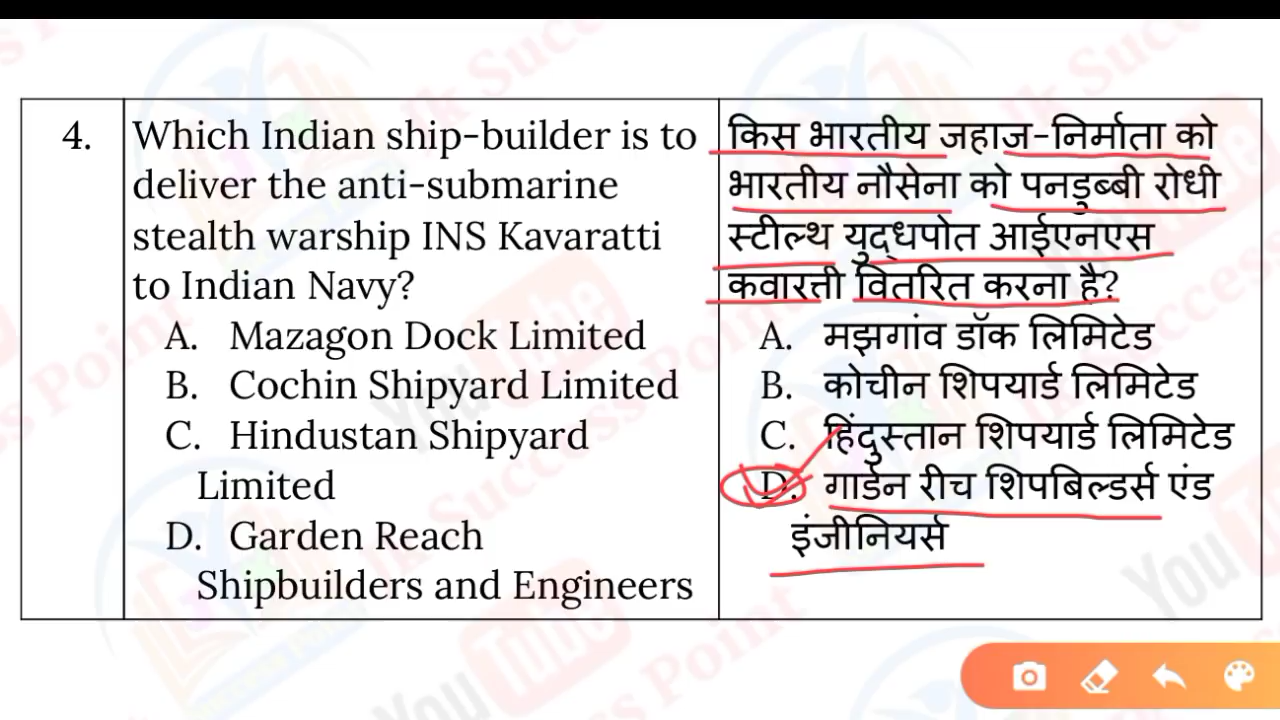 4.
Which Indian ship-builder is to
deliver the anti-submarine
stealth warship INS Kavaratti
to Indian Navy?
A. Mazagon Dock Limited
B. Cochin Shipyard Limited
C. Hindustan Shipyard
Limited
D. Garden Reach
Shipbuilders and Engineers
किस भारतीय जहाज-निर्माता को
भारतीय नौसेना को पनडुब्बी रोधी
स्टील्थ युद्धपोत आईएनएस
कवारत्ती वितरित करना है?
A. मझगांव डॉक लिमिटेड
B. कोचीन शिपयार्ड लिमिटेड
C. हिंदुस्तान शिपयार्ड लिमिटेड
D. गार्डन रीच शिपबिल्डर्स एंड
इंजीनियर्स